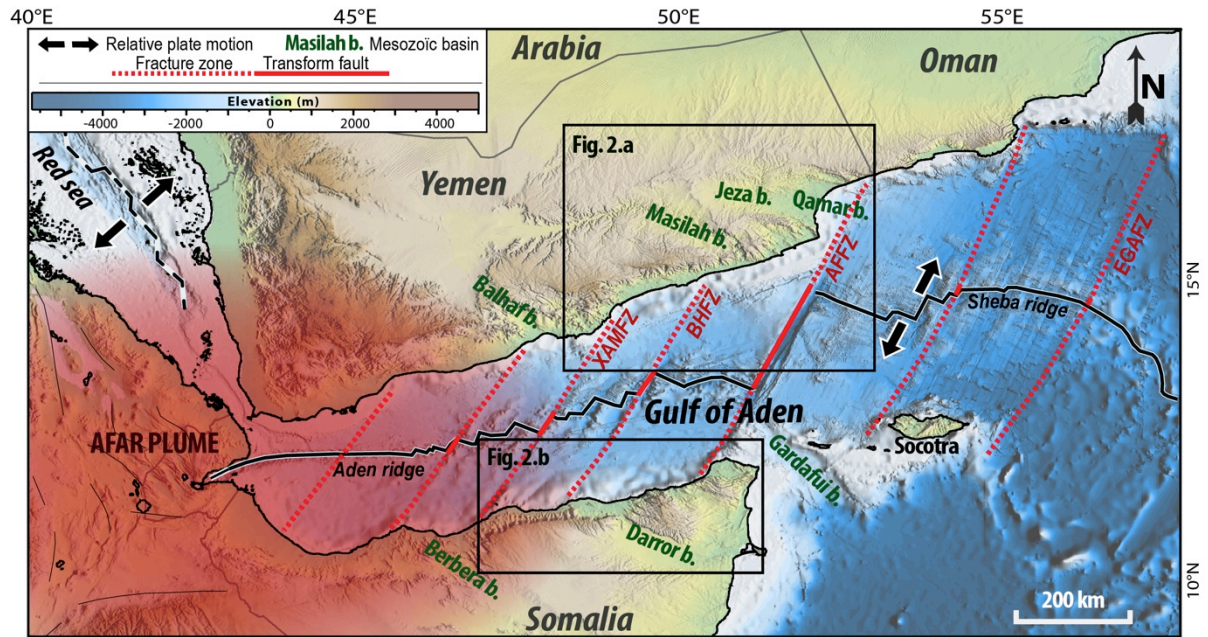 40°E 45°E 50°E 55°E
Relative plate motion Masilah b. Mesozoïc basin
Fracture zone Transform fault
Elevation (m)
-4000 -2000 0 2000 4000
Arabia
Oman
N
Red sea
Fig. 2.a
Yemen
Jeza b.
Qamar b.
Masilah b.
AFFZ
EGAFZ
15°N
Balhaf b.
XAMFZ
BHFZ
Sheba ridge
Gulf of Aden
AFAR PLUME
Aden ridge
Fig. 2.b
Socotra
Gardafui b.
Darror b.
Berbera b.
10°N
Somalia
200 km